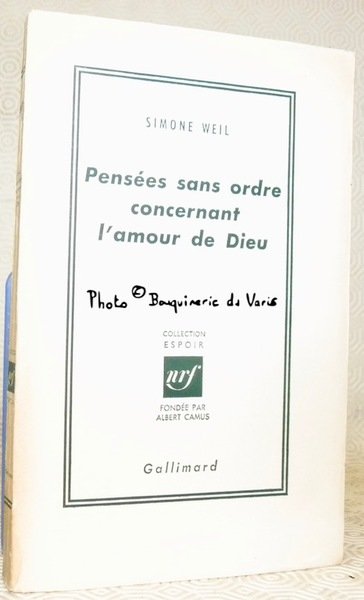 SIMONE WEIL
Pensées sans ordre
concernant
l'amour de Dieu
Photo © Bouquinerie du Varis
COLLECTION
ESPOIR
nrf
FONDÉE PAR
ALBERT CAMUS
Gallimard